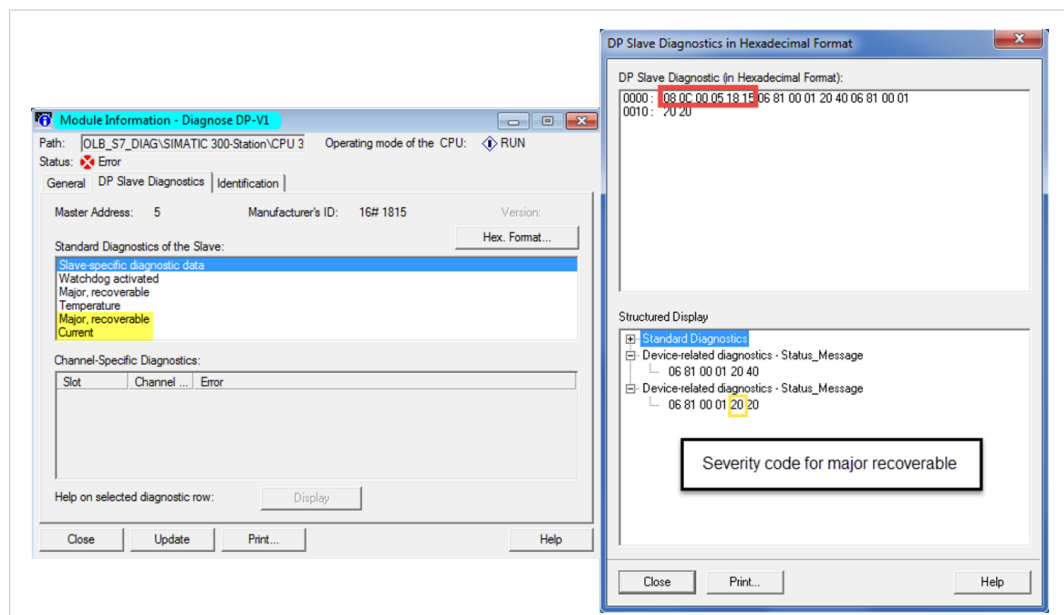 Module Information - Diagnose DP-V1
Path: OLB_S7_DIAG\SIMATIC 300-Station\CPU 3 Operating mode of the CPU: RUN
Status: Error
General DP Slave Diagnostics Identification
Master Address: 5 Manufacturer's ID: 16# 1815 Version:
Hex. Format...
Standard Diagnostics of the Slave:
Slave-specific diagnostic data
Watchdog activated
Major, recoverable
Temperature
Major, recoverable
Current
Channel-Specific Diagnostics:
Slot Channel ... Error
Help on selected diagnostic row: Display
Close Update Print... Help
DP Slave Diagnostics in Hexadecimal Format
DP Slave Diagnostic (in Hexadecimal Format):
0000 : 08 0C 00 05 18 15 06 81 00 01 20 40 06 81 00 01
0010 : 20 20
Structured Display
Standard Diagnostics
Device-related diagnostics - Status_Message
06 81 00 01 20 40
Device-related diagnostics - Status_Message
06 81 00 01 20 20
Severity code for major recoverable
Close Print... Help